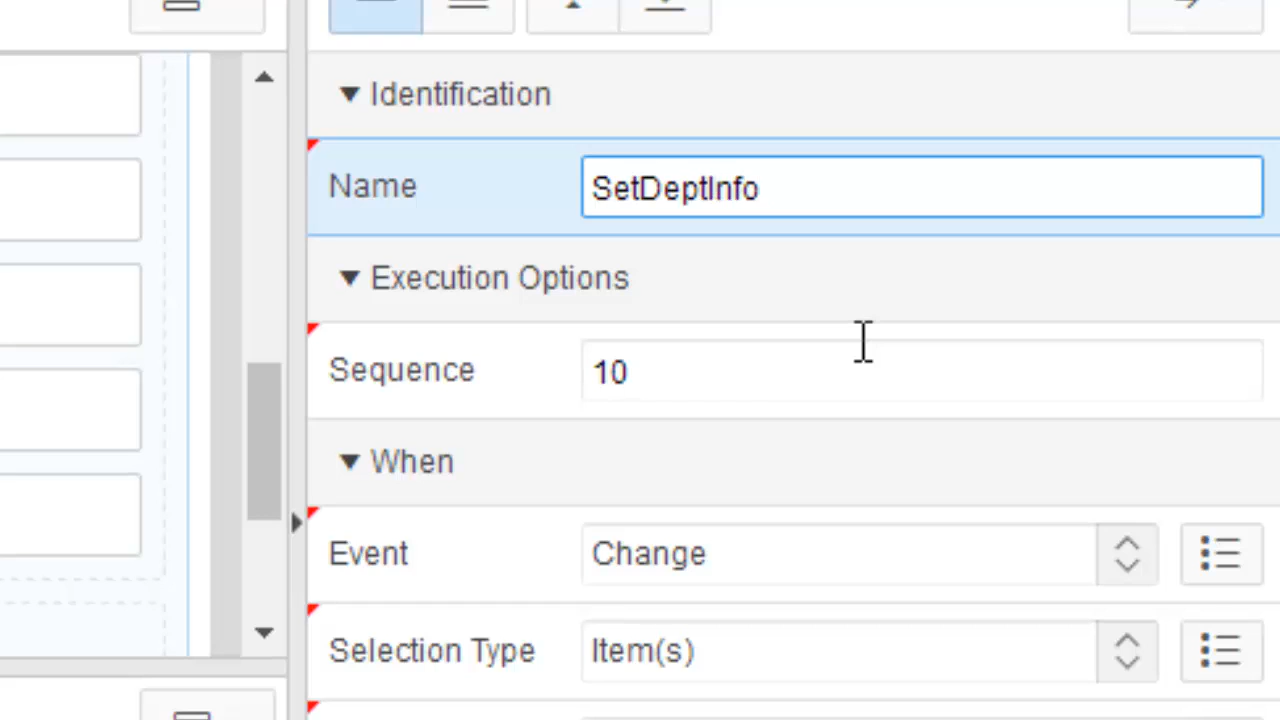 Identification
Name SetDeptInfo
Execution Options
Sequence 10
When
Event Change
Selection Type Item(s)